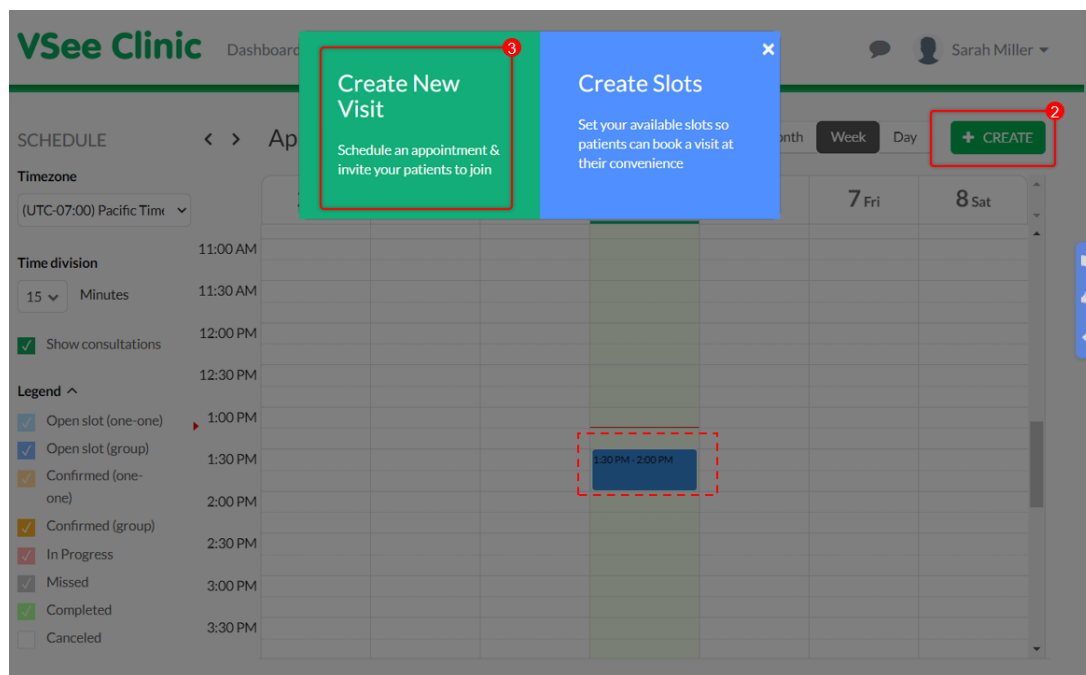 VSee Clinic
Dashboard
3
Create New
Visit
Schedule an appointment &
invite your patients to join
Create Slots
Set your available slots so
patients can book a visit at
their convenience
×
Sarah Miller
2
SCHEDULE
< >
Week
Day
+ CREATE
Timezone
(UTC-07:00) Pacific Time
7 Fri
8 Sat
Time division
15
Minutes
Show consultations
Legend
Open slot (one-one)
Open slot (group)
Confirmed (one-
one)
Confirmed (group)
In Progress
Missed
Completed
Canceled
11:00 AM
11:30 AM
12:00 PM
12:30 PM
1:00 PM
1:30 PM
2:00 PM
2:30 PM
3:00 PM
3:30 PM
1:30 PM - 2:00 PM